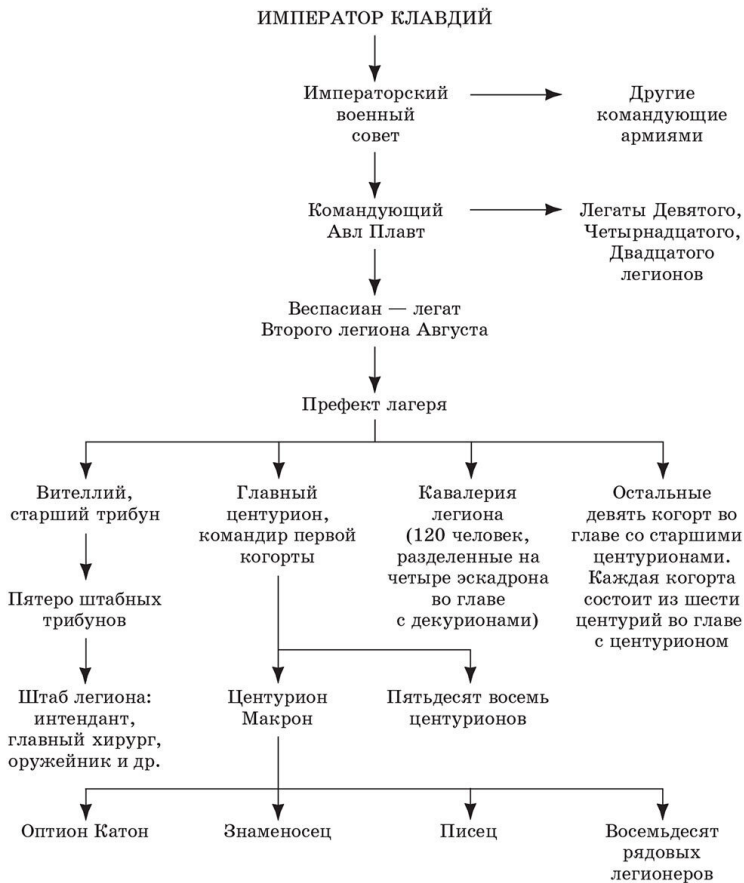 ИМПЕРАТОР КЛАВДИЙ
Императорский
военный
совет
Другие
командующие
армиями
Командующий
Авл Плавт
Легаты Девятого,
Четырнадцатого,
Двадцатого
легионов
Веспасиан — легат
Второго легиона Августа
Префект лагеря
Вителлий,
старший трибун
Главный
центурион,
командир первой
когорты
Кавалерия
легиона
(120 человек,
разделенные на
четыре эскадрона
во главе
с декурионами)
Остальные
девять когорт во
главе со старшими
центурионами.
Каждая когорта
состоит из шести
центурий во главе
с центурионом
Пятеро штабных
трибунов
Штаб легиона:
интендант,
главный хирург,
оружейник и др.
Центурион
Макрон
Пятьдесят восемь
центурионов
Оптион Катон
Знаменосец
Писец
Восемьдесят
рядовых
легионеров